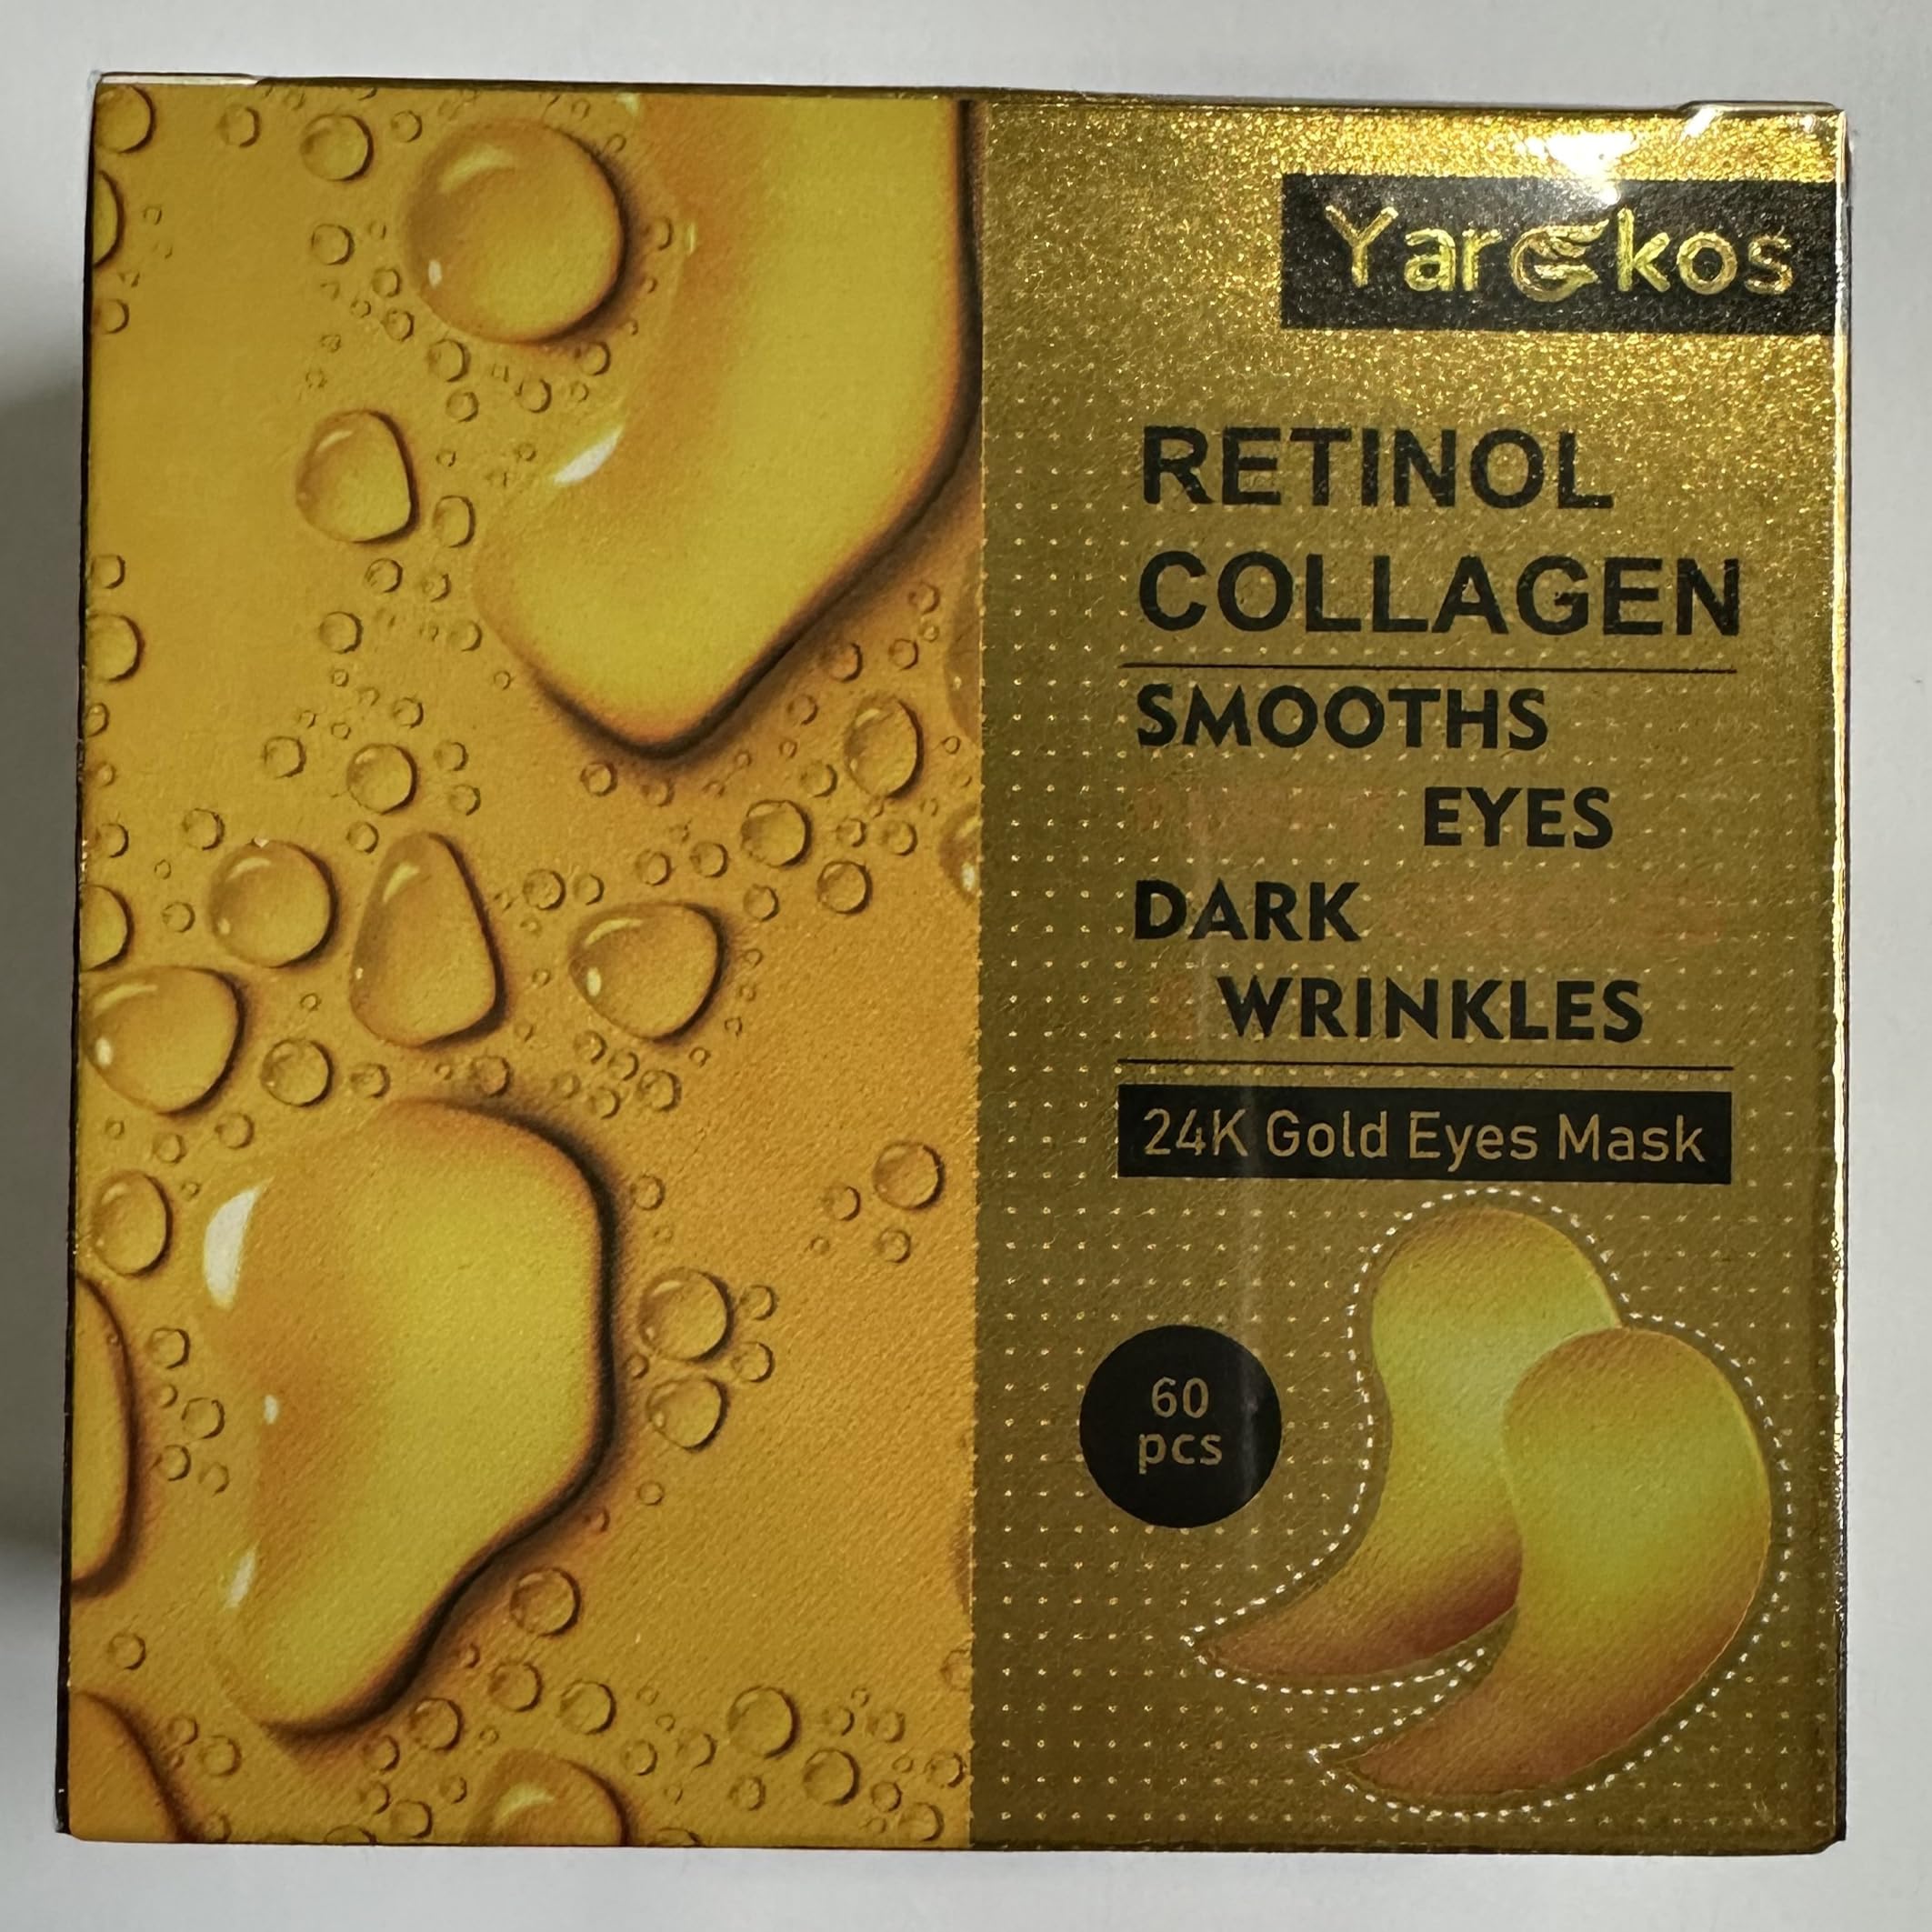 Yarekos
RETINOL
COLLAGEN
SMOOTHS
EYES
DARK
WRINKLES
24K Gold Eyes Mask
60
pcs